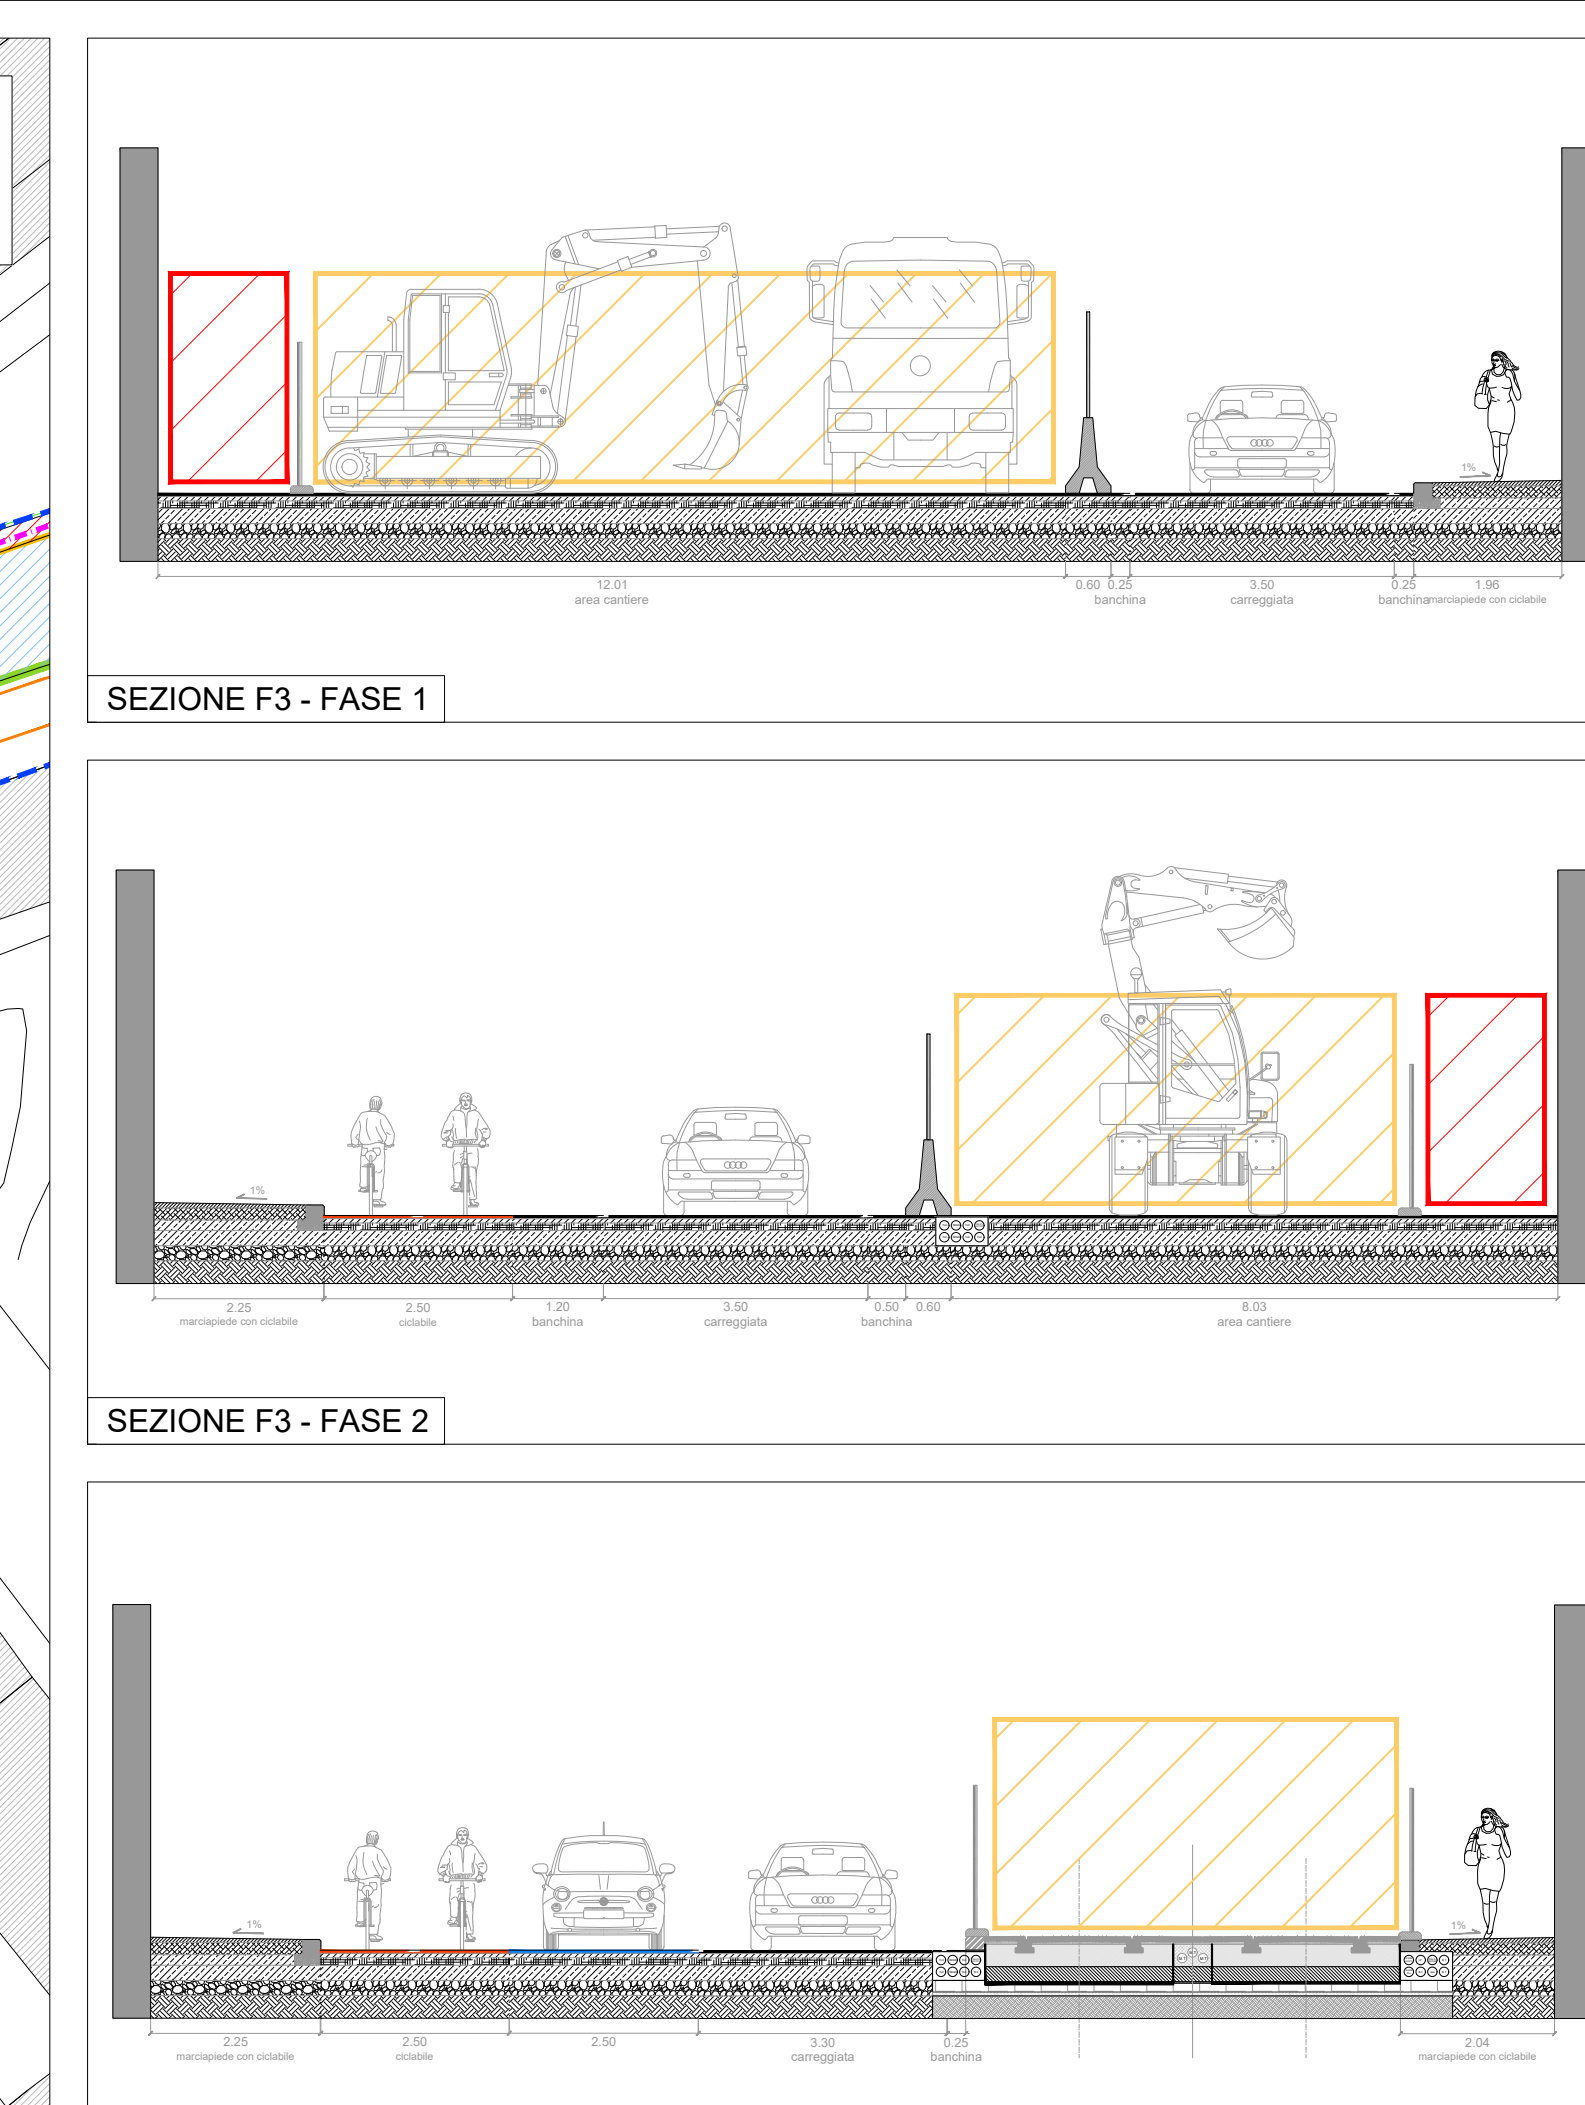 1%
12.01
0.60 0.25
3.50
0.25
1.96
area cantiere
banchina
carreggiata
banchina
marciapiede con ciclabile
SEZIONE F3 - FASE 1
1%
2.25
2.50
1.20
3.50
0.50
0.60
8.03
marciapiede con ciclabile
ciclabile
banchina
carreggiata
banchina
area cantiere
SEZIONE F3 - FASE 2
1%
1%
2.25
2.50
2.50
3.30
0.25
2.04
marciapiede con ciclabile
ciclabile
carreggiata
banchina
marciapiede con ciclabile